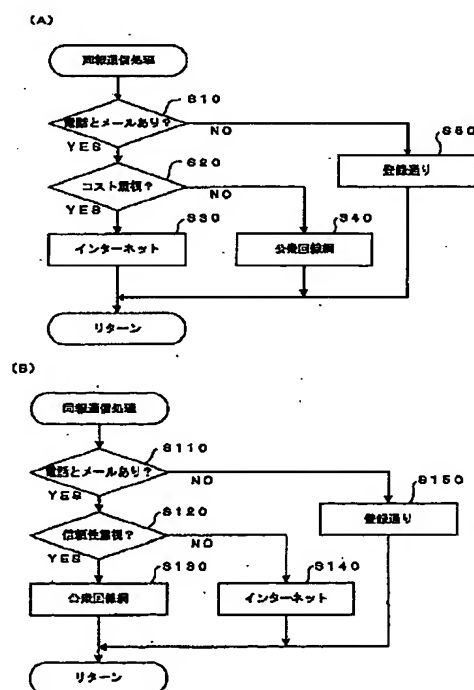 (A)
同報通信処理
S10
電話とメールあり？
NO
YES
S20
S50
登録通り
コスト重視？
NO
YES
S30
S40
インターネット
公衆回線網
リターン
(B)
同報通信処理
S110
電話とメールあり？
NO
YES
S120
S150
登録通り
信頼性重視？
NO
YES
S130
S140
公衆回線網
インターネット
リターン